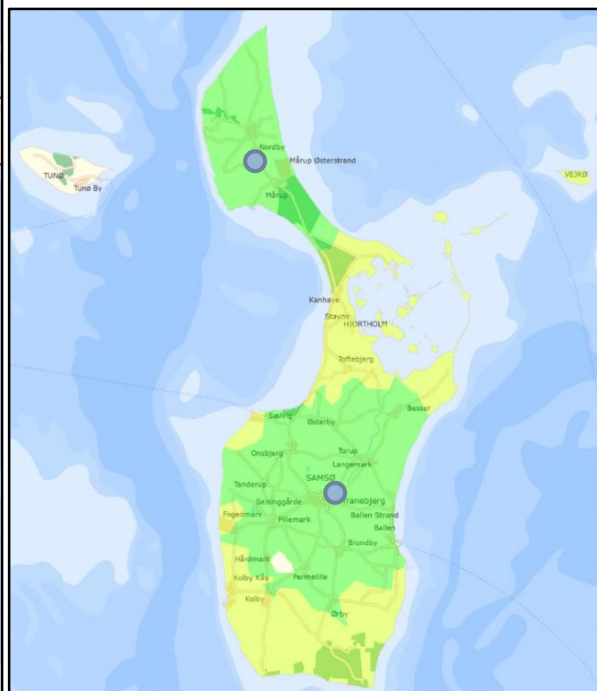 Nordby
Mårup Østerstrand
TUNØ
Tunø By
VEJRØ
Mårup
Kanhave
Stavns
HJORTHOLM
Toftebjerg
Besser
Sælvig
Østerby
Onsbjerg
Torup
Langemark
SAMSØ
Tanderup
Selsinggårde
Tranebjerg
Fogedmark
Pillemark
Ballen Strand
Ballen
Brundby
Hårdmark
Kolby Kås
Permelille
Kolby
Ørby